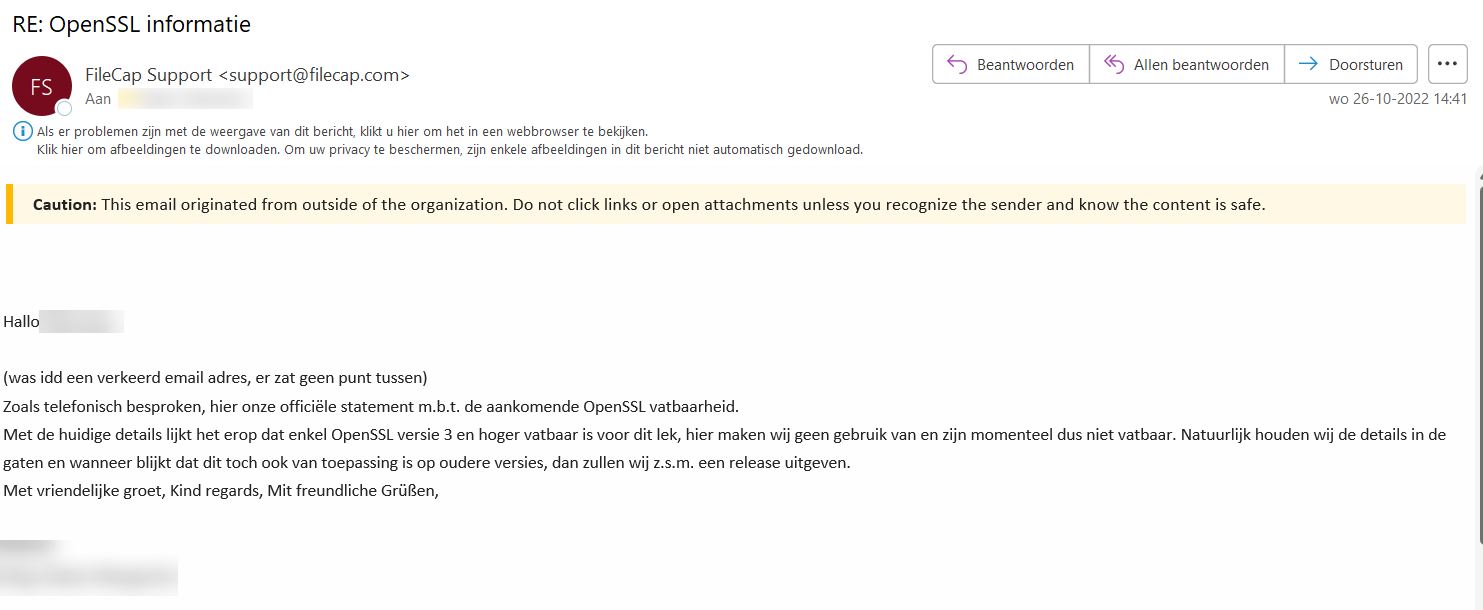 RE: OpenSSL informatie
FS
FileCap Support <support@filecap.com>
Aan
Beantwoorden
Allen beantwoorden
Doorsturen
wo 26-10-2022 14:41
Als er problemen zijn met de weergave van dit bericht, klikt u hier om het in een webbrowser te bekijken.
Klik hier om afbeeldingen te downloaden. Om uw privacy te beschermen, zijn enkele afbeeldingen in dit bericht niet automatisch gedownload.
Caution: This email originated from outside of the organization. Do not click links or open attachments unless you recognize the sender and know the content is safe.
Hallo
(was idd een verkeerd email adres, er zat geen punt tussen)
Zoals telefonisch besproken, hier onze officiële statement m.b.t. de aankomende OpenSSL vatbaarheid.
Met de huidige details lijkt het erop dat enkel OpenSSL versie 3 en hoger vatbaar is voor dit lek, hier maken wij geen gebruik van en zijn momenteel dus niet vatbaar. Natuurlijk houden wij de details in de
gaten en wanneer blijkt dat dit toch ook van toepassing is op oudere versies, dan zullen wij z.s.m. een release uitgeven.
Met vriendelijke groet, Kind regards, Mit freundliche Grüßen,